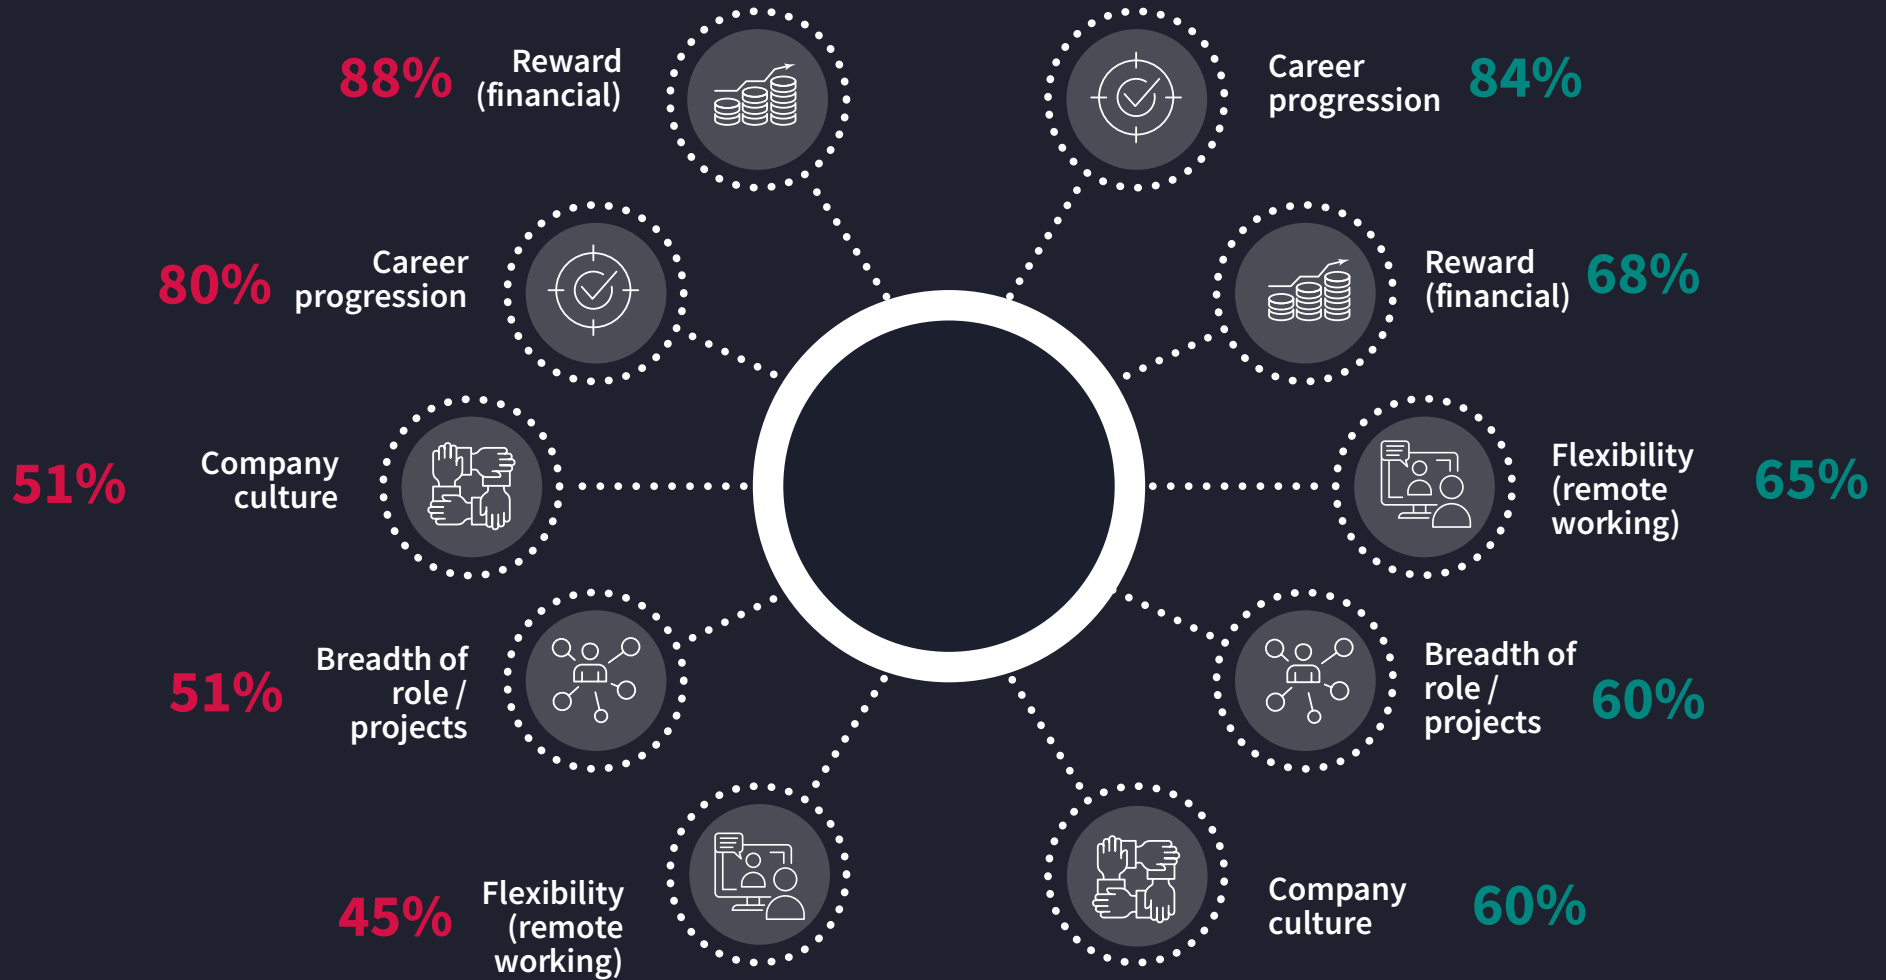 88%
Reward
(financial)
80%
Career
progression
51%
Company
culture
51%
Breadth of
role /
projects
45%
Flexibility
(remote
working)
Career
progression
84%
Reward
(financial)
68%
Flexibility
(remote
working)
65%
Breadth of
role /
projects
60%
Company
culture
60%